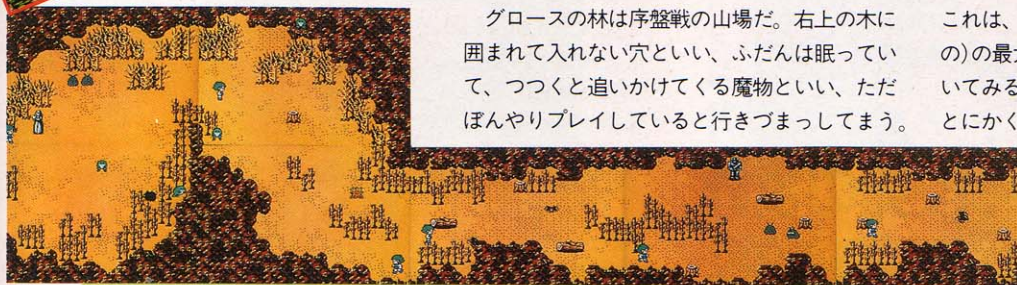 グロースの林は序盤戦の山場だ。右上の木に
囲まれて入れない穴といい、ふだんは眠ってい
て、つつくと追いかけてくる魔物といい、ただ
ぼんやりプレイしていると行きづまっしてまう。
これは、
の)の最
いてみる
とにかく